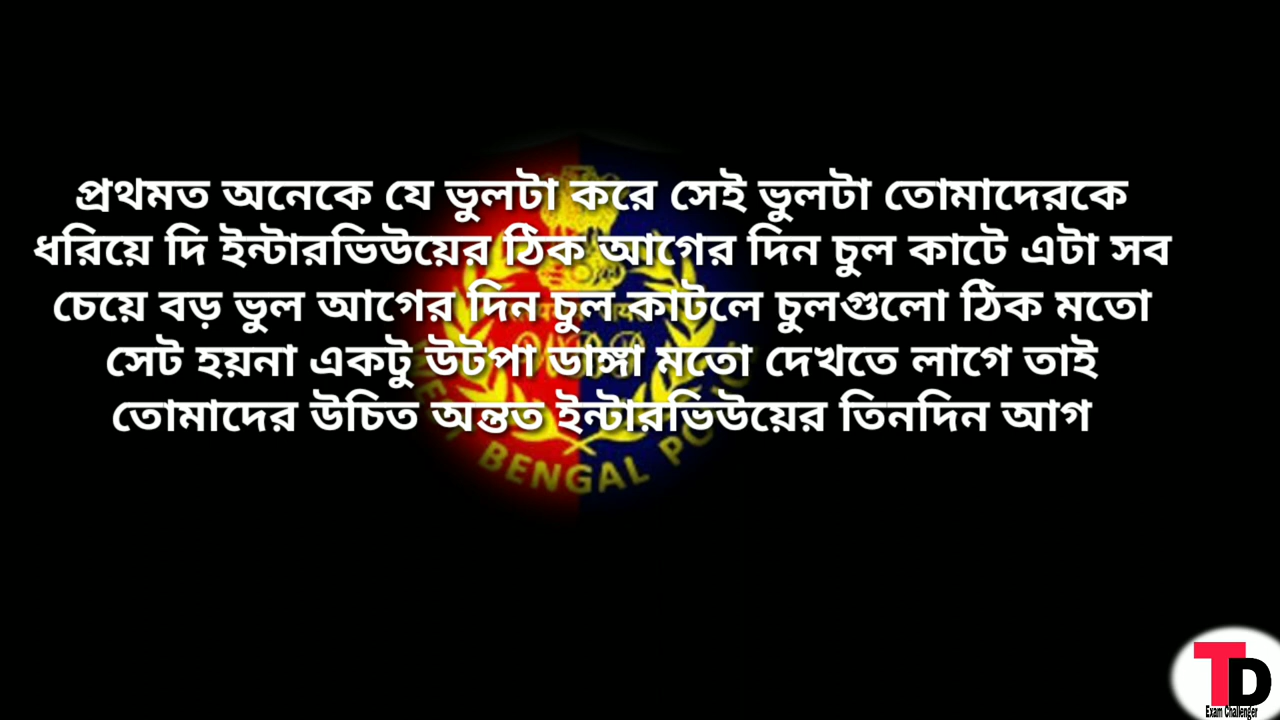 প্রথমত অনেকে যে ভুলটা করে সেই ভুলটা তোমাদেরকে
ধরিয়ে দি ইন্টারভিউয়ের ঠিক আগের দিন চুল কাটে এটা সব
চেয়ে বড় ভুল আগের দিন চুল কাটলে চুলগুলো ঠিক মতো
সেট হয়না একটু উটপা ডাঙ্গা মতো দেখতে লাগে তাই
তোমাদের উচিত অন্তত ইন্টারভিউয়ের তিনদিন আগ
BENGAL
TD
Exam Challenger